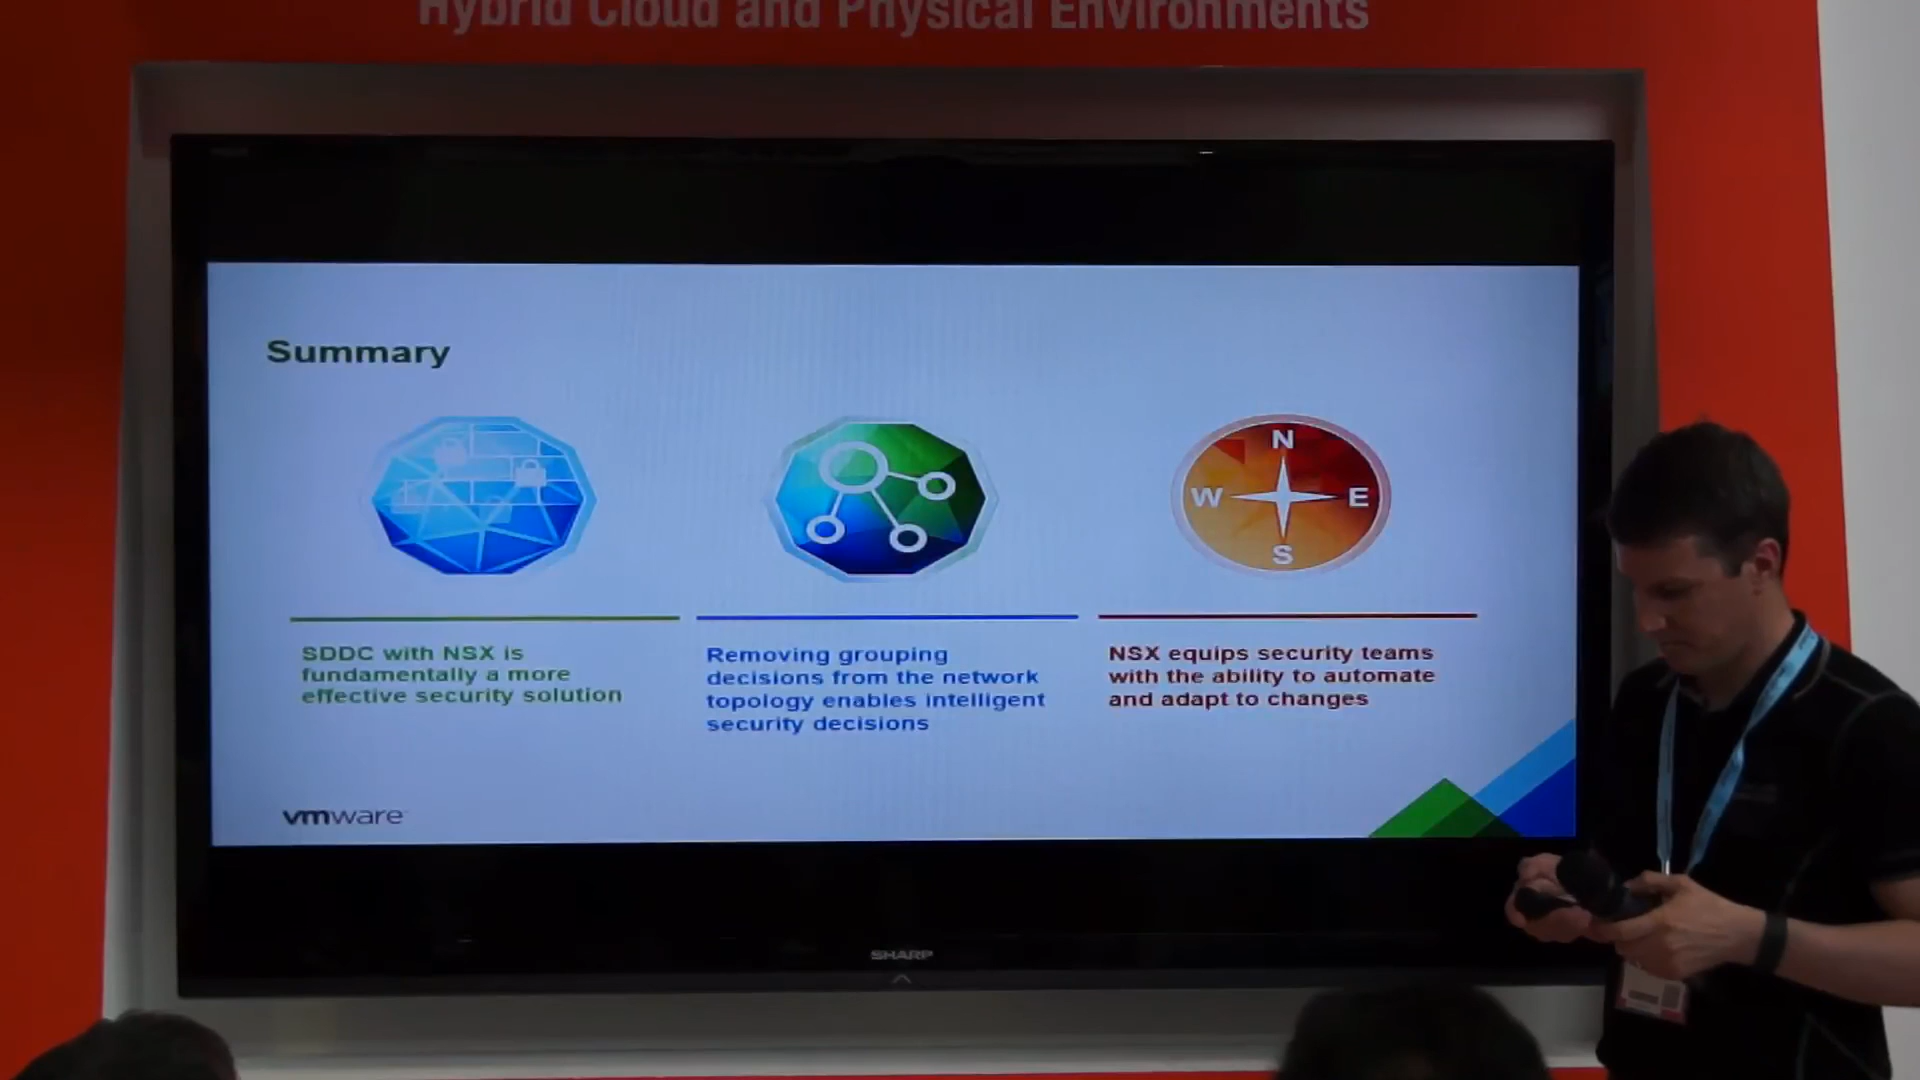 Hybrid Cloud and Physical Environments
Summary
N
W E
S
SDDC with NSX is
fundamentally a more
effective security solution
Removing grouping
decisions from the network
topology enables intelligent
security decisions
NSX equips security teams
with the ability to automate
and adapt to changes
vmware
SHARP